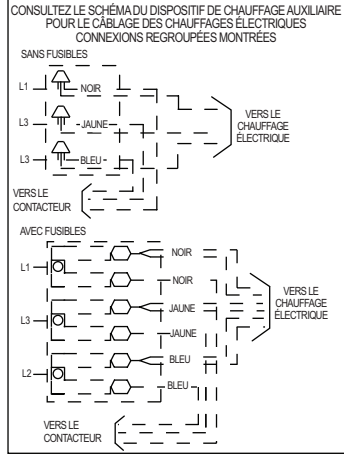 CONSULTEZ LE SCHÉMA DU DISPOSITIF DE CHAUFFAGE AUXILIAIRE
POUR LE CÂBLAGE DES CHAUFFAGES ÉLECTRIQUES
CONNEXIONS REGROUPÉES MONTRÉES
SANS FUSIBLES
L1
NOIR
L3
JAUNE
L3
BLEU
VERS LE
CHAUFFAGE
ÉLECTRIQUE
VERS LE
CONTACTEUR
AVEC FUSIBLES
NOIR
L1
NOIR
JAUNE
L3
JAUNE
BLEU
L2
BLEU
VERS LE
CHAUFFAGE
ÉLECTRIQUE
VERS LE
CONTACTEUR